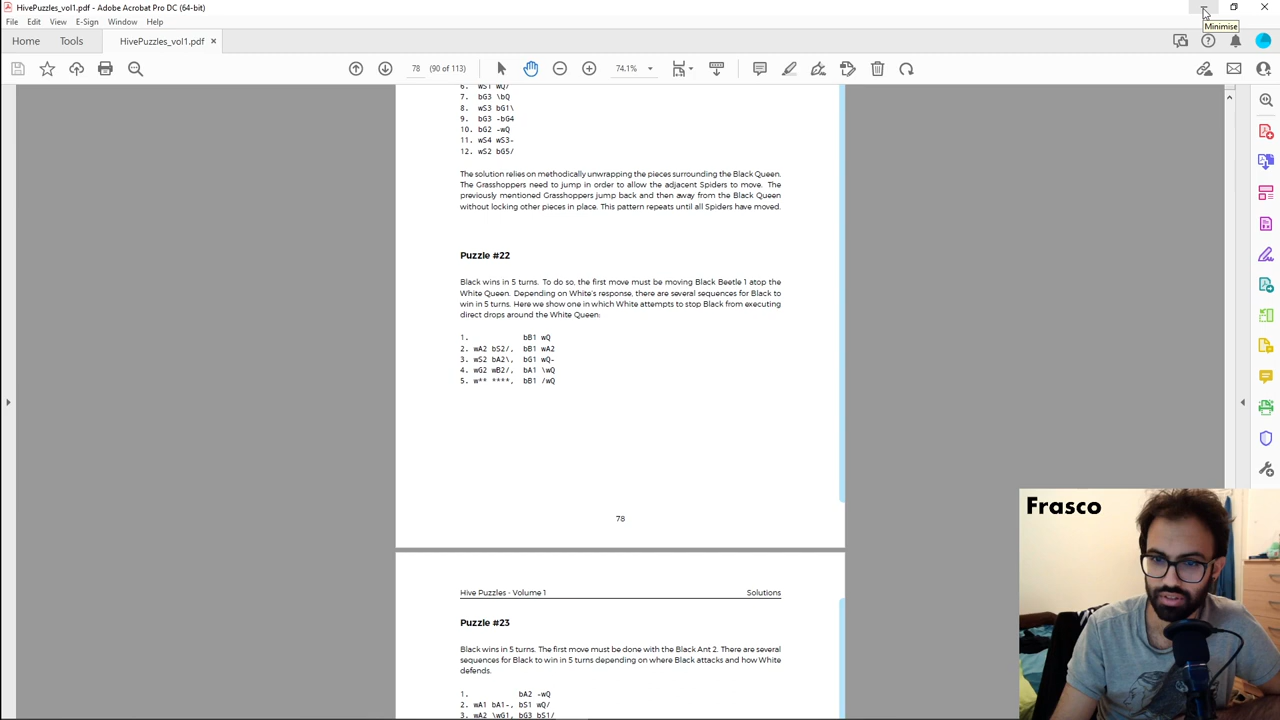 HivePuzzles_vol1.pdf - Adobe Acrobat Pro DC (64-bit)
File Edit View E-Sign Window Help
Minimise
Home Tools HivePuzzles_vol1.pdf ×
78 (90 of 113) 74.1%
6. wS1 wQ/
7. bG3 \bQ
8. wS3 bG1\
9. bG3 -bG4
10. bG2 -wQ
11. wS4 wS3-
12. wS2 bG5/
The solution relies on methodically unwrapping the pieces surrounding the Black Queen.
The Grasshoppers need to jump in order to allow the adjacent Spiders to move. The
previously mentioned Grasshoppers jump back and then away from the Black Queen
without locking other pieces in place. This pattern repeats until all Spiders have moved.
Puzzle #22
Black wins in 5 turns. To do so, the first move must be moving Black Beetle 1 atop the
White Queen. Depending on White's response, there are several sequences for Black to
win in 5 turns. Here we show one in which White attempts to stop Black from executing
direct drops around the White Queen:
1. bB1 wQ
2. wA2 bS2/, bB1 wA2
3. wS2 bA2\, bG1 wQ-
4. wG2 wB2/, bA1 \wQ
5. w** ****, bB1 /wQ
78
Hive Puzzles - Volume 1 Solutions
Puzzle #23
Black wins in 5 turns. The first move must be done with the Black Ant 2. There are several
sequences for Black to win in 5 turns depending on where Black attacks and how White
defends.
1. bA2 -wQ
2. wA1 bA1-, bS1 wQ/
3. wA2 \wG1, bG3 bS1/
Frasco